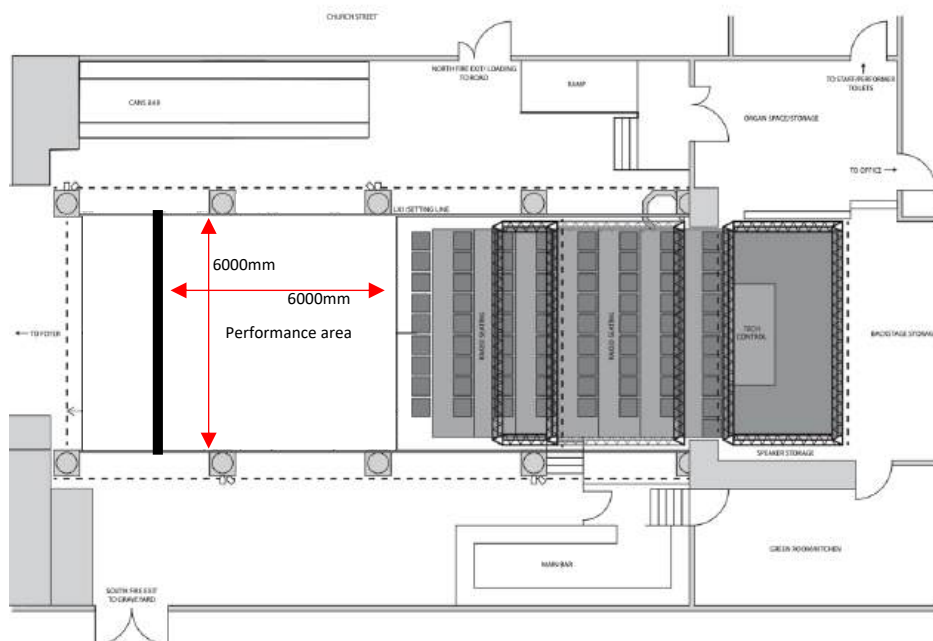 CHURCH STREET
NORTH FIRE EXIT/ LOADING
TO ROAD
TO STAFF/PERFORMER
TOILETS
CANS BAR
RAMP
ORGAN SPACE/STORAGE
TO OFFICE
LX1/SETTING LINE
6000mm
6000mm
Performance area
TO FOYER
RAKED SEATING
RAKED SEATING
TECH
CONTROL
BACKSTAGE STORAGE
SPEAKER STORAGE
GREEN ROOM/KITCHEN
MAIN BAR
SOUTH FIRE EXIT
TO GRAVEYARD